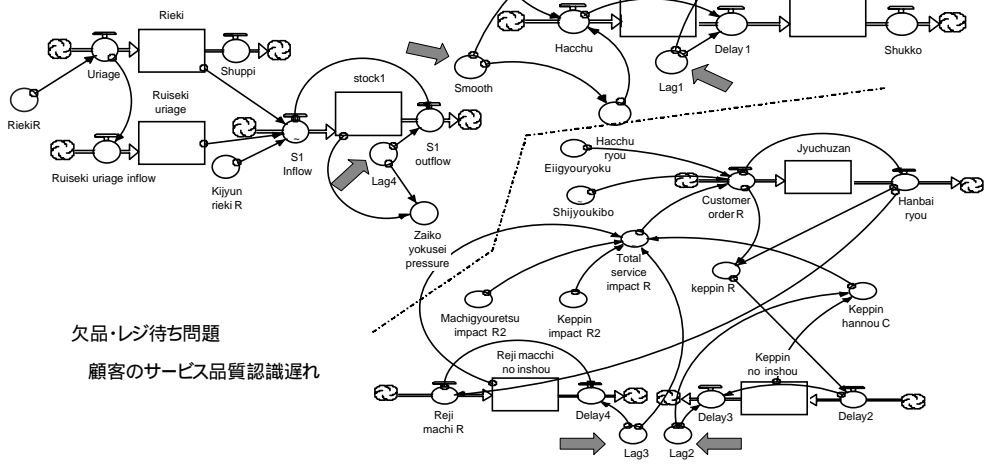 Rieki
Uriage
Shuppi
RiekiR
Ruiseki
uriage
Ruiseki uriage inflow
Kijyun
rieki R
S1
Inflow
stock1
S1
outflow
Lag4
Zaiko
yokusei
pressure
Smooth
Hacchu
Delay 1
Lag1
Shukko
Hacchu
ryou
Eiigyouryoku
Shijyoukibo
Customer
order R
Jyuchuzan
Hanbai
ryou
Total
service
impact R
keppin R
Machigyouretsu
impact R2
Keppin
impact R2
Keppin
hannou C
欠品・レジ待ち問題
顧客のサービス品質認識遅れ
Reji macchi
no inshou
Reji
machi R
Delay4
Lag3
Lag2
Delay3
Keppin
no inshou
Delay2